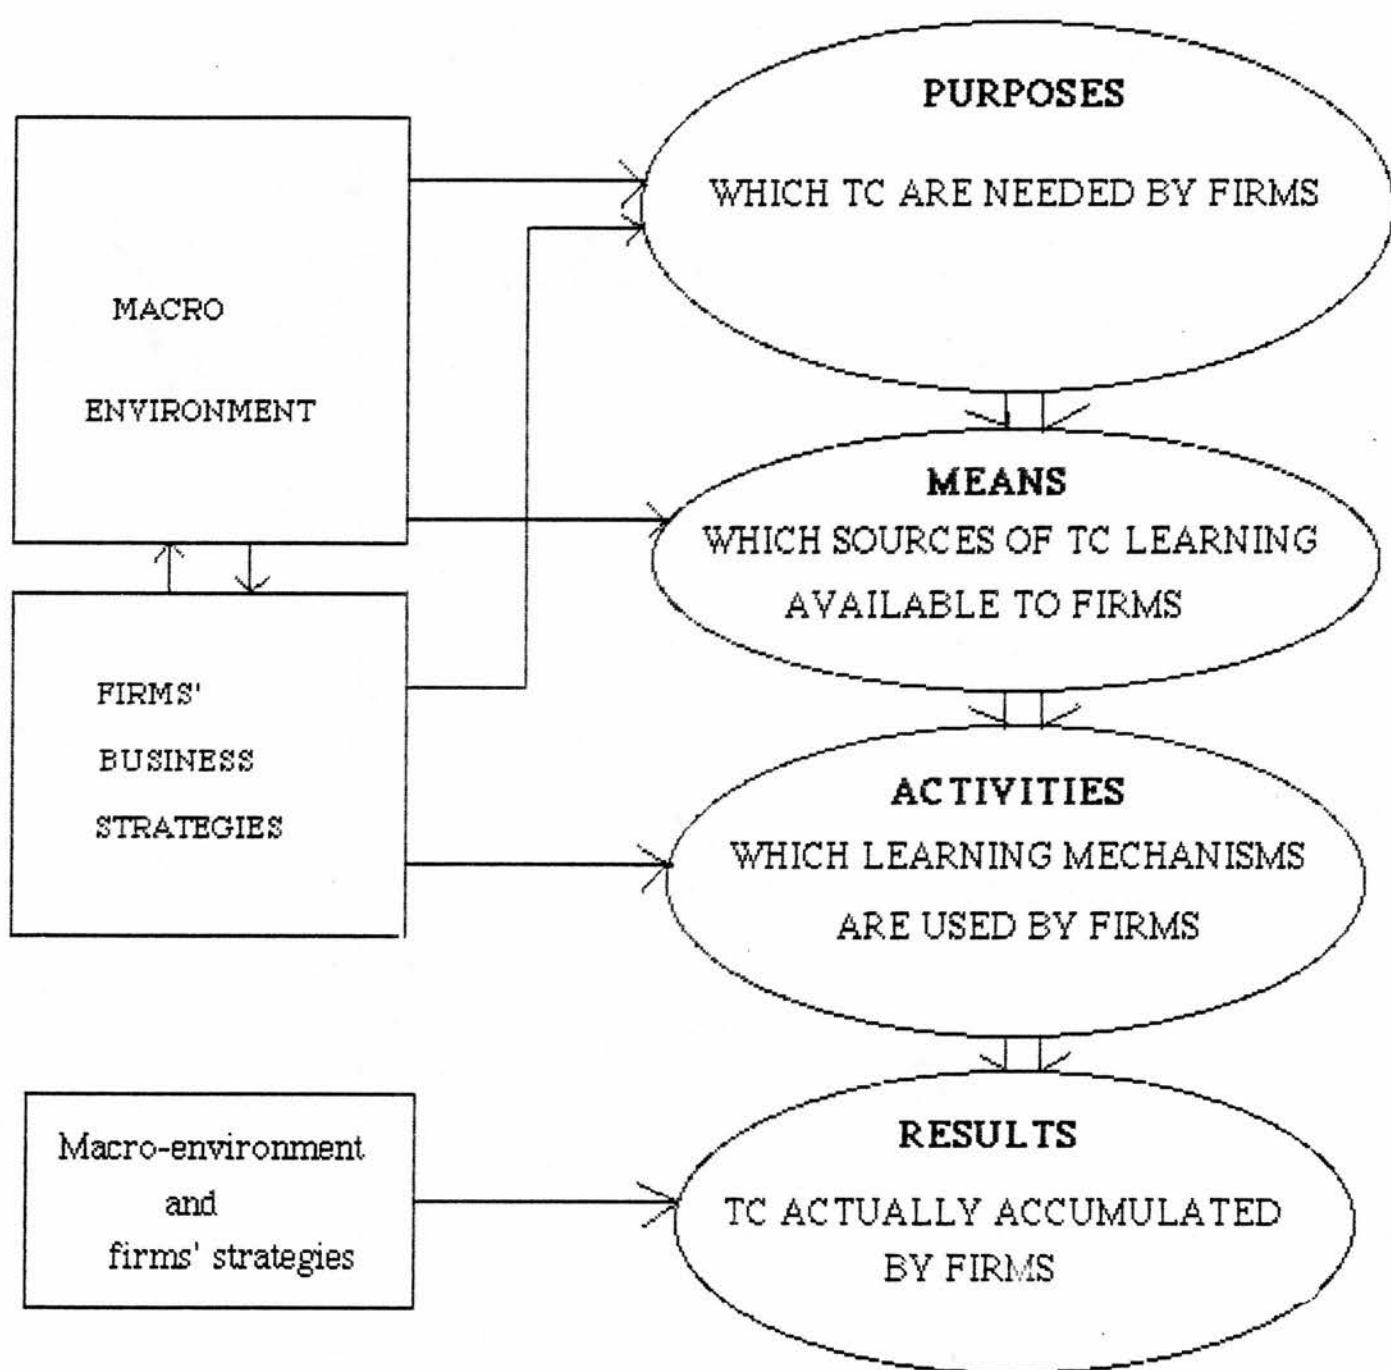 PURPOSES
WHICH TC ARE NEEDED BY FIRMS
MACRO
ENVIRONMENT
MEANS
WHICH SOURCES OF TC LEARNING
AVAILABLE TO FIRMS
FIRMS'
BUSINESS
STRATEGIES
ACTIVITIES
WHICH LEARNING MECHANISMS
ARE USED BY FIRMS
Macro-environment
and
firms' strategies
RESULTS
TC ACTUALLY ACCUMULATED
BY FIRMS